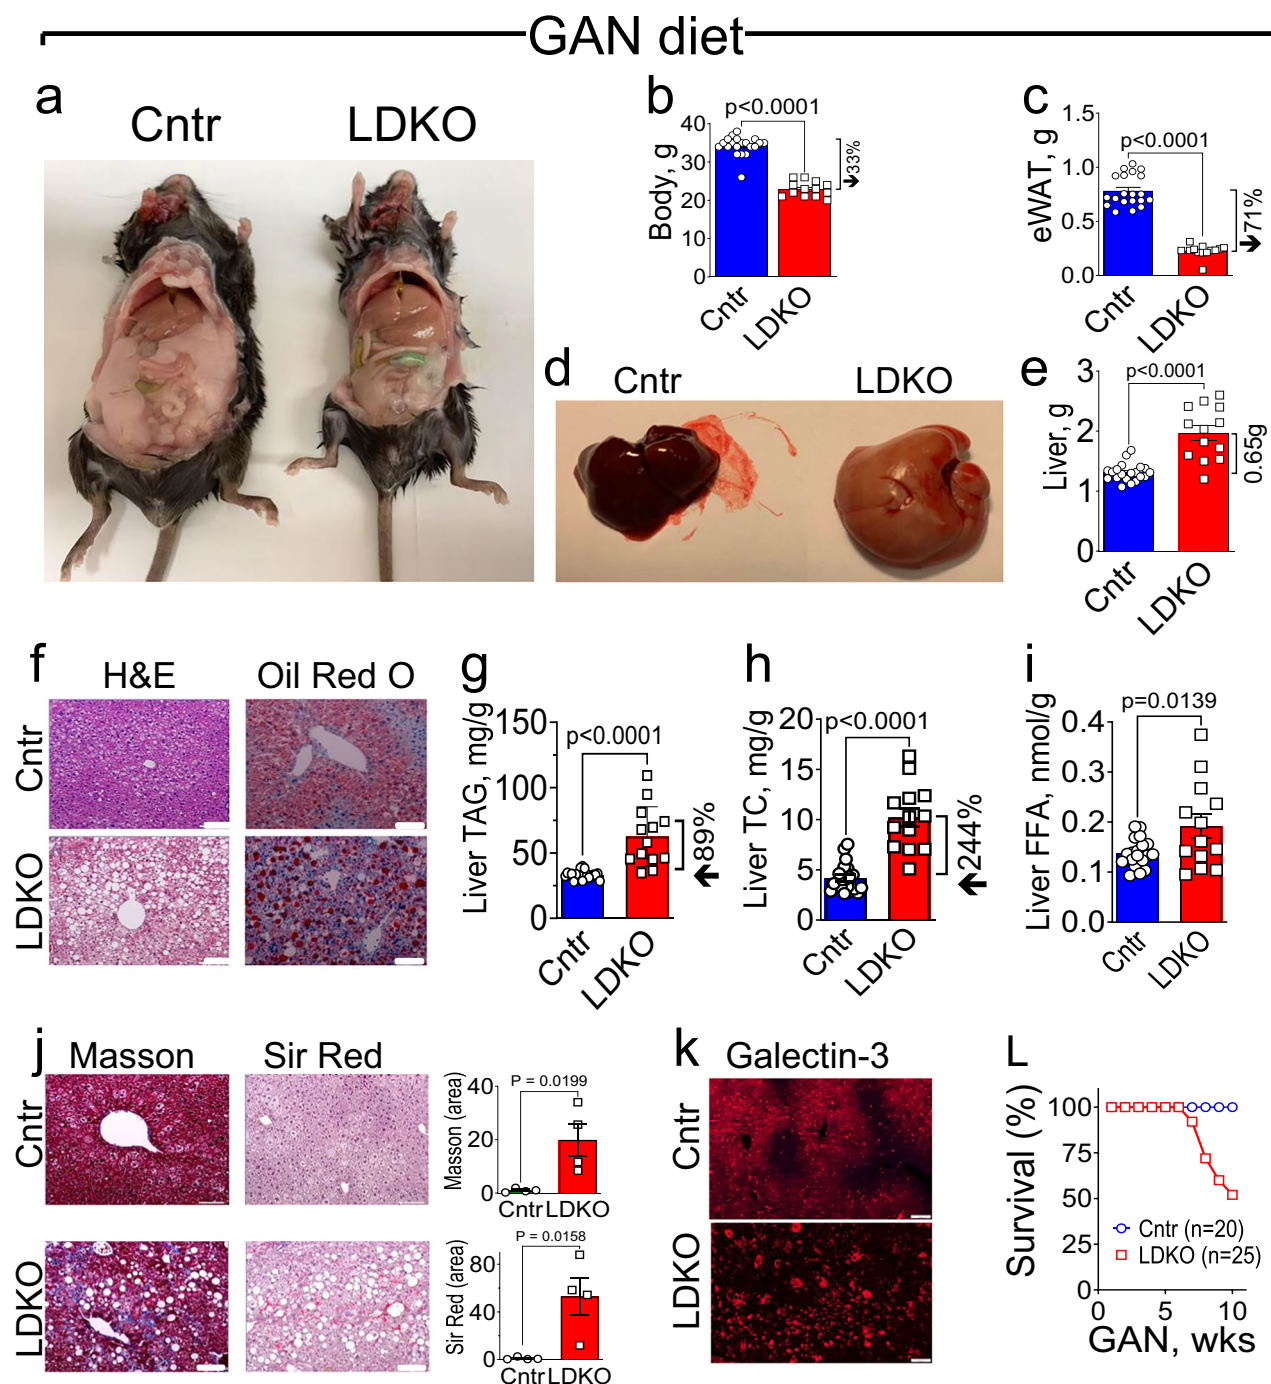 GAN diet
a
Cntr
LDKO
b
p<0.0001
Body, g
40
30
20
10
0
➔33%
Cntr
LDKO
c
p<0.0001
eWAT, g
1.5
1.0
0.5
0.0
➔71%
Cntr
LDKO
d
Cntr
LDKO
e
p<0.0001
Liver, g
3
2
1
0
0.65g
Cntr
LDKO
f
H&E
Oil Red O
Cntr
LDKO
g
p<0.0001
Liver TAG, mg/g
150
100
50
0
➔89%
Cntr
LDKO
h
p<0.0001
Liver TC, mg/g
20
15
10
5
0
➔244%
Cntr
LDKO
i
p=0.0139
Liver FFA, nmol/g
0.4
0.3
0.2
0.1
0.0
Cntr
LDKO
j
Masson
Sir Red
Cntr
LDKO
P = 0.0199
Masson (area)
40
20
0
Cntr LDKO
P = 0.0158
Sir Red (area)
80
40
0
Cntr LDKO
k
Galectin-3
Cntr
LDKO
L
Survival (%)
100
75
50
25
0
Cntr (n=20)
LDKO (n=25)
0 5 10
GAN, wks